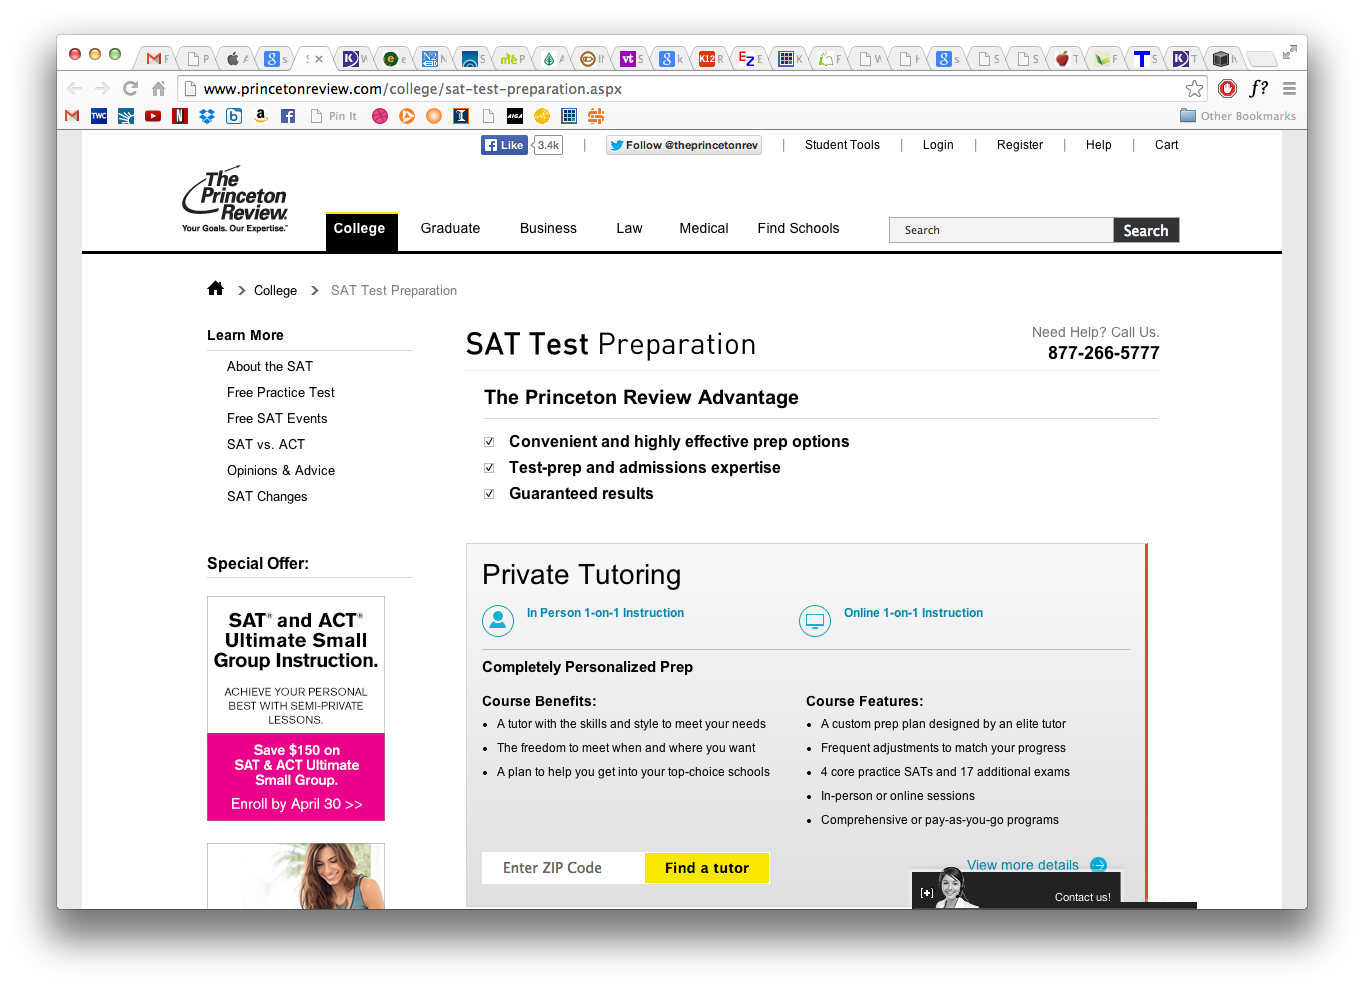 www.princetonreview.com/college/sat-test-preparation.aspx
f?
TWC
Pin It
AIGA
Other Bookmarks
Like
3.4k
Follow @theprincetonrev
Student Tools
Login
Register
Help
Cart
The
Princeton
Review.
Your Goals. Our Expertise.™
College
Graduate
Business
Law
Medical
Find Schools
Search
Search
College
SAT Test Preparation
Learn More
About the SAT
Free Practice Test
Free SAT Events
SAT vs. ACT
Opinions & Advice
SAT Changes
Special Offer:
SAT® and ACT®
Ultimate Small
Group Instruction.
ACHIEVE YOUR PERSONAL
BEST WITH SEMI-PRIVATE
LESSONS.
Save $150 on
SAT & ACT Ultimate
Small Group.
Enroll by April 30 >>
SAT Test Preparation
Need Help? Call Us.
877-266-5777
The Princeton Review Advantage
Convenient and highly effective prep options
Test-prep and admissions expertise
Guaranteed results
Private Tutoring
In Person 1-on-1 Instruction
Online 1-on-1 Instruction
Completely Personalized Prep
Course Benefits:
• A tutor with the skills and style to meet your needs
• The freedom to meet when and where you want
• A plan to help you get into your top-choice schools
Course Features:
• A custom prep plan designed by an elite tutor
• Frequent adjustments to match your progress
• 4 core practice SATs and 17 additional exams
• In-person or online sessions
• Comprehensive or pay-as-you-go programs
Enter ZIP Code
Find a tutor
View more details
[+]
Contact us!